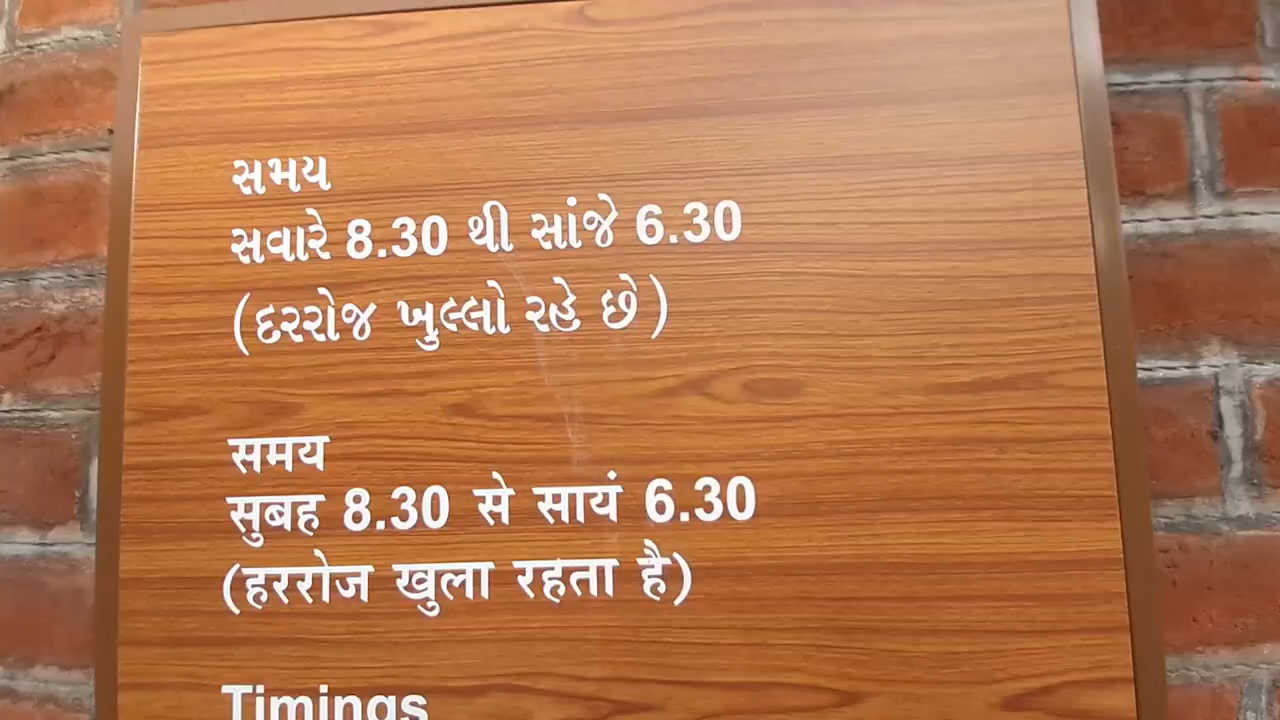 સમય
સવારે 8.30 થી સાંજે 6.30
(દરરોજ ખુલ્લો રહે છે)
समय
सुबह 8.30 से सायं 6.30
(हररोज खुला रहता है)
Timings